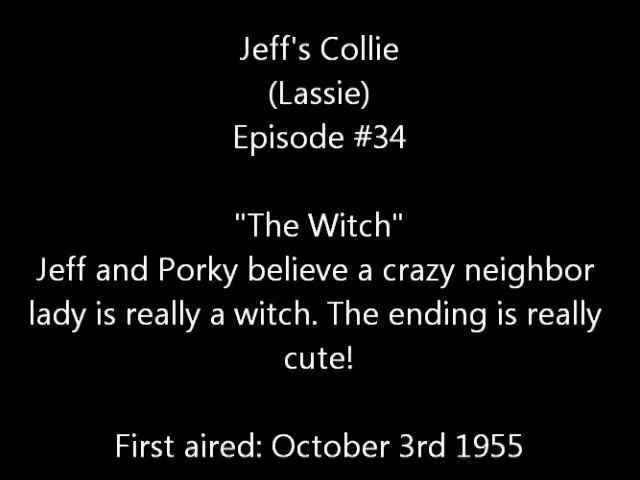 Jeff's Collie
(Lassie)
Episode #34
"The Witch"
Jeff and Porky believe a crazy neighbor
lady is really a witch. The ending is really
cute!
First aired: October 3rd 1955